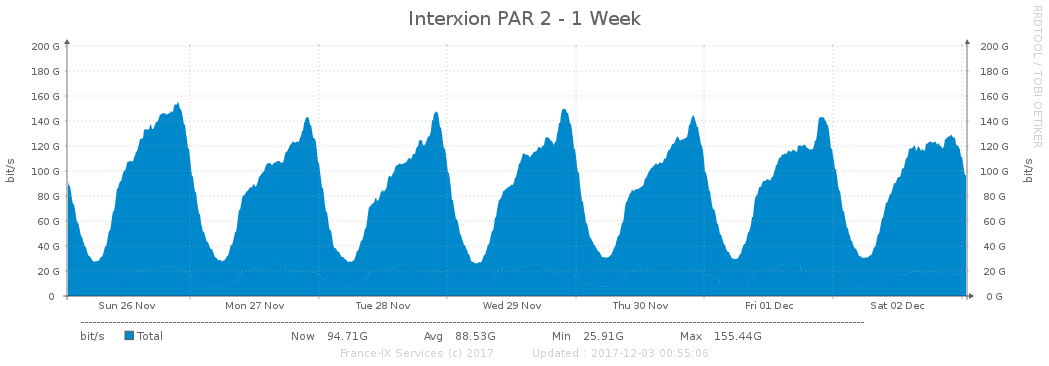 Interxion PAR 2 - 1 Week
RRDTOOL / TOBI OETIKER
200 G 200 G
180 G 180 G
160 G 160 G
140 G 140 G
120 G 120 G
100 G 100 G
80 G 80 G
60 G 60 G
40 G 40 G
20 G 20 G
0 0 G
bit/s
bit/s
Sun 26 Nov Mon 27 Nov Tue 28 Nov Wed 29 Nov Thu 30 Nov Fri 01 Dec Sat 02 Dec
bit/s Total Now 94.71G Avg 88.53G Min 25.91G Max 155.44G
France-IX Services (c) 2017 Updated : 2017-12-03 00:55:06